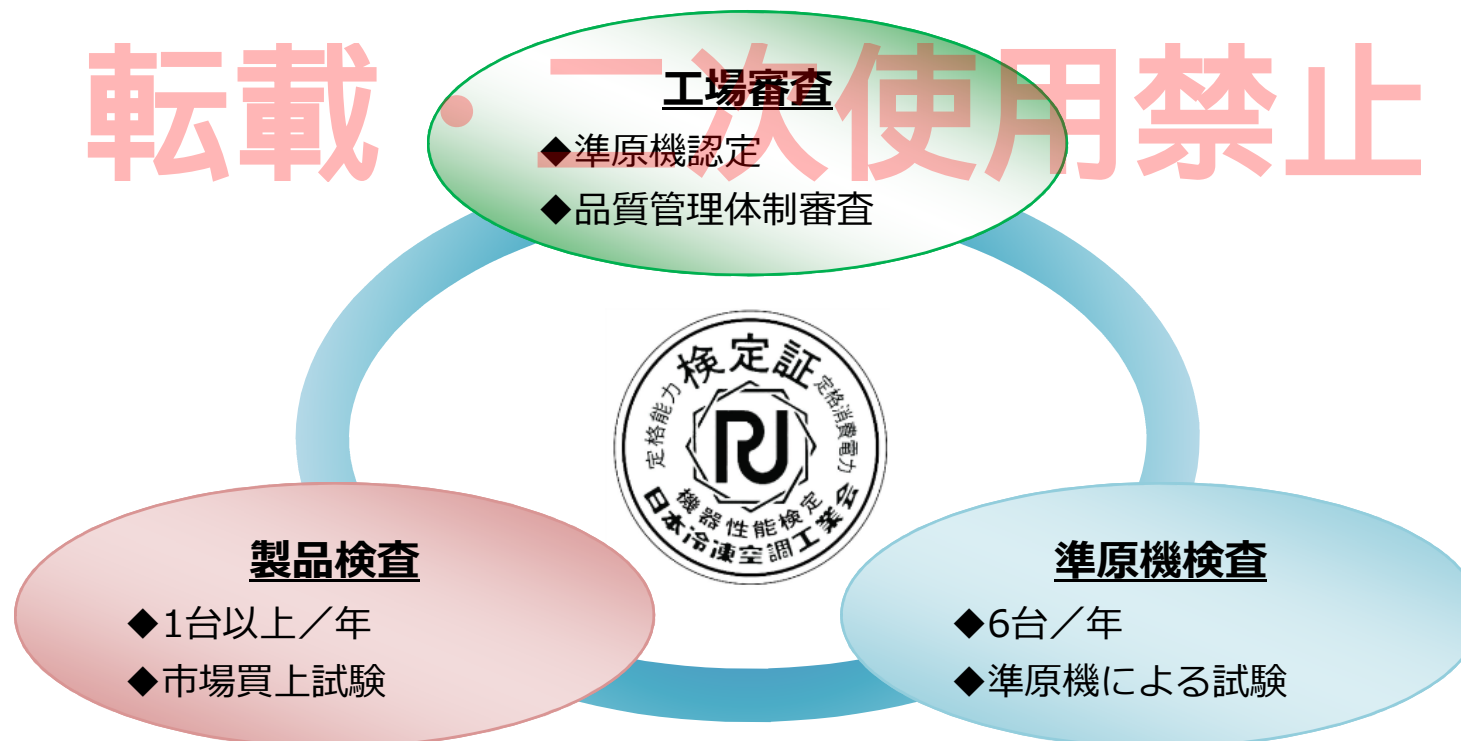 転載・二次使用禁止
工場審査
◆準原機認定
◆品質管理体制審査
検定証
定格能力
定格消費電力
RJ
機器性能検定
日本冷凍空調工業会
製品検査
◆1台以上／年
◆市場買上試験
準原機検査
◆6台／年
◆準原機による試験